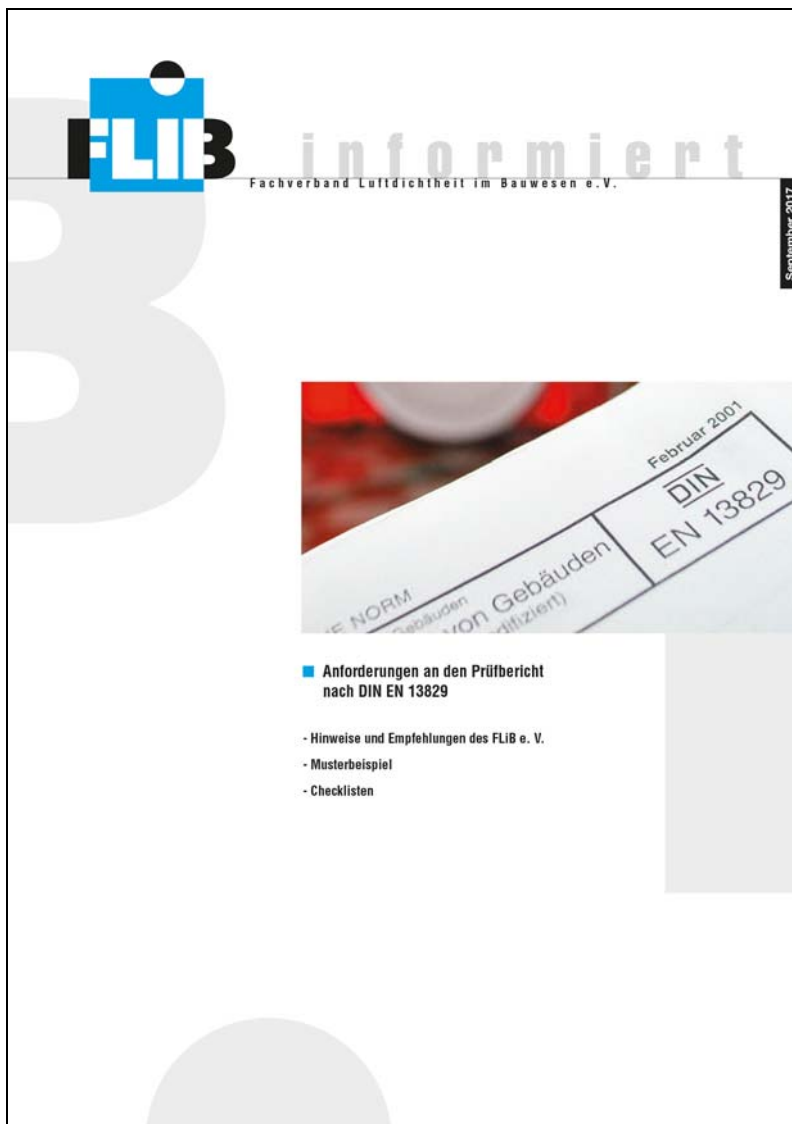 FLiB
informiert
Fachverband Luftdichtheit im Bauwesen e.V.
September 2017
Februar 2001
DIN
EN 13829
NORM
Gebäuden
von Gebäuden
Anforderungen an den Prüfbericht
nach DIN EN 13829
- Hinweise und Empfehlungen des FLiB e. V.
- Musterbeispiel
- Checklisten